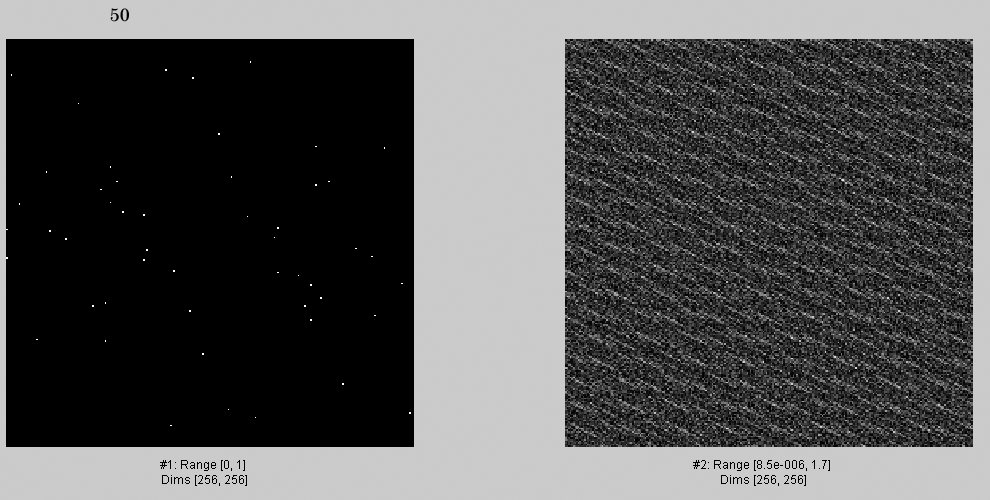 50
#1: Range [0, 1]
Dims [256, 256]
#2: Range [8.5e-006, 1.7]
Dims [256, 256]